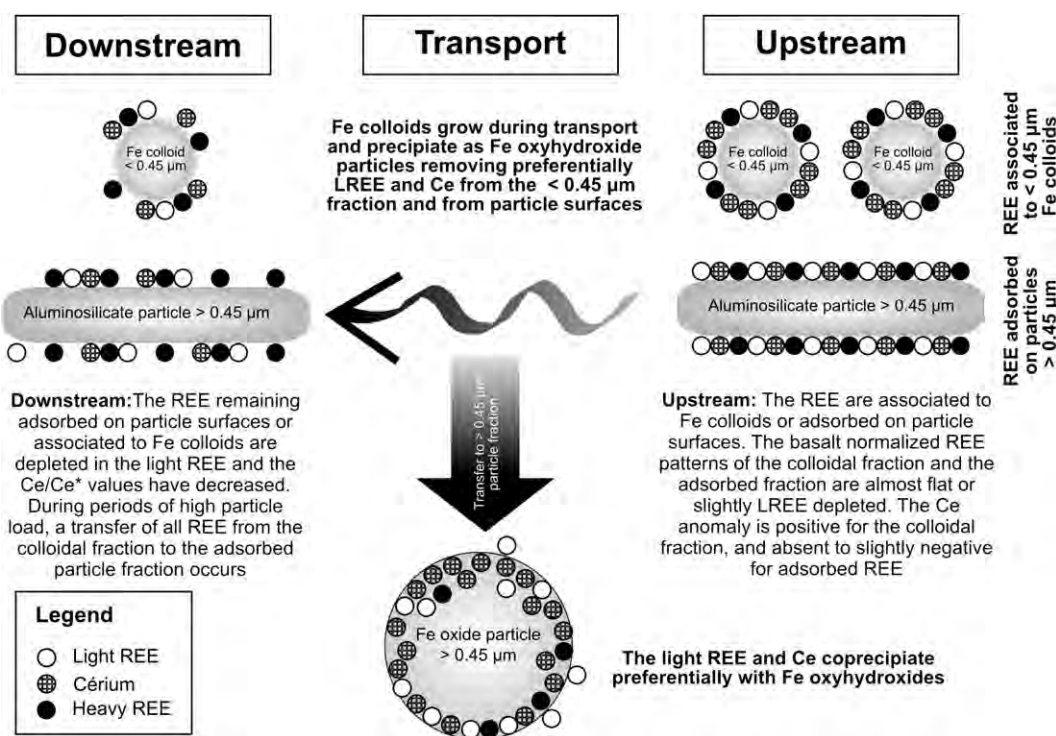 Downstream
Transport
Upstream
Fe colloid
< 0.45 µm
Fe colloids grow during transport
and precipiate as Fe oxyhydroxide
particles removing preferentially
LREE and Ce from the < 0.45 µm
fraction and from particle surfaces
Fe colloid
< 0.45 µm
Fe colloid
< 0.45 µm
REE associated
to < 0.45 µm
Fe colloids
Aluminosilicate particle > 0.45 µm
Aluminosilicate particle > 0.45 µm
REE adsorbed
on particles
> 0.45 µm
Downstream:The REE remaining
adsorbed on particle surfaces or
associated to Fe colloids are
depleted in the light REE and the
Ce/Ce* values have decreased.
During periods of high particle
load, a transfer of all REE from the
colloidal fraction to the adsorbed
particle fraction occurs
Transfer to > 0.45 µm
particle fraction
Upstream: The REE are associated to
Fe colloids or adsorbed on particle
surfaces. The basalt normalized REE
patterns of the colloidal fraction and the
adsorbed fraction are almost flat or
slightly LREE depleted. The Ce
anomaly is positive for the colloidal
fraction, and absent to slightly negative
for adsorbed REE
Legend
Light REE
Cérium
Heavy REE
Fe oxide particle
> 0.45 µm
The light REE and Ce coprecipiate
preferentially with Fe oxyhydroxides